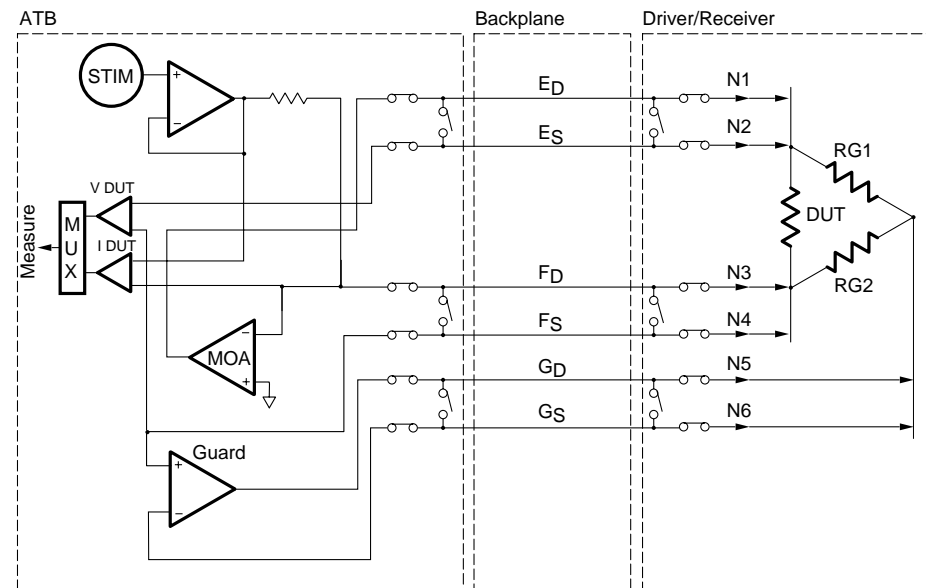 ATB
Backplane
Driver/Receiver
STIM
+
−
ED
N1
ES
N2
RG1
V DUT
MUX
Measure
I DUT
DUT
FD
N3
RG2
FS
N4
−
MOA
+
GD
N5
GS
N6
Guard
+
−